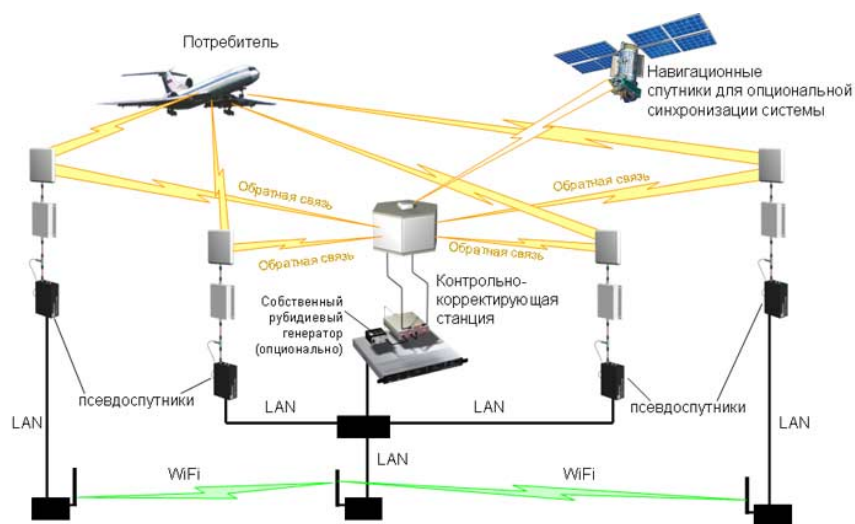 Потребитель
Навигационные
спутники для опциональной
синхронизации системы
Обратная связь
Обратная связь
Обратная связь
Обратная связь
Контрольно-
корректирующая
станция
Собственный
рубидиевый
генератор
(опционально)
псевдоспутники
псевдоспутники
LAN
LAN
LAN
LAN
LAN
WiFi
WiFi